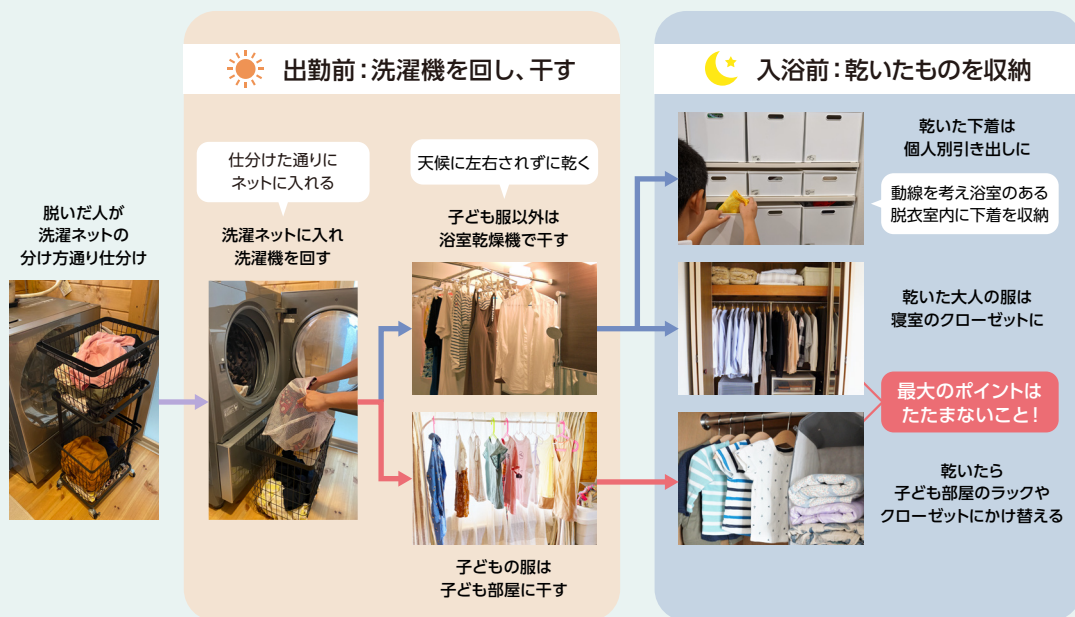 脱いだ人が
洗濯ネットの
分け方通り仕分け
出勤前：洗濯機を回し、干す
仕分けた通りに
ネットに入れる
洗濯ネットに入れ
洗濯機を回す
天候に左右されずに乾く
子ども服以外は
浴室乾燥機で干す
子どもの服は
子ども部屋に干す
入浴前：乾いたものを収納
乾いた下着は
個人別引き出しに
動線を考え浴室のある
脱衣室内に下着を収納
乾いた大人の服は
寝室のクローゼットに
最大のポイントは
たたまないこと！
乾いたら
子ども部屋のラックや
クローゼットにかけ替える